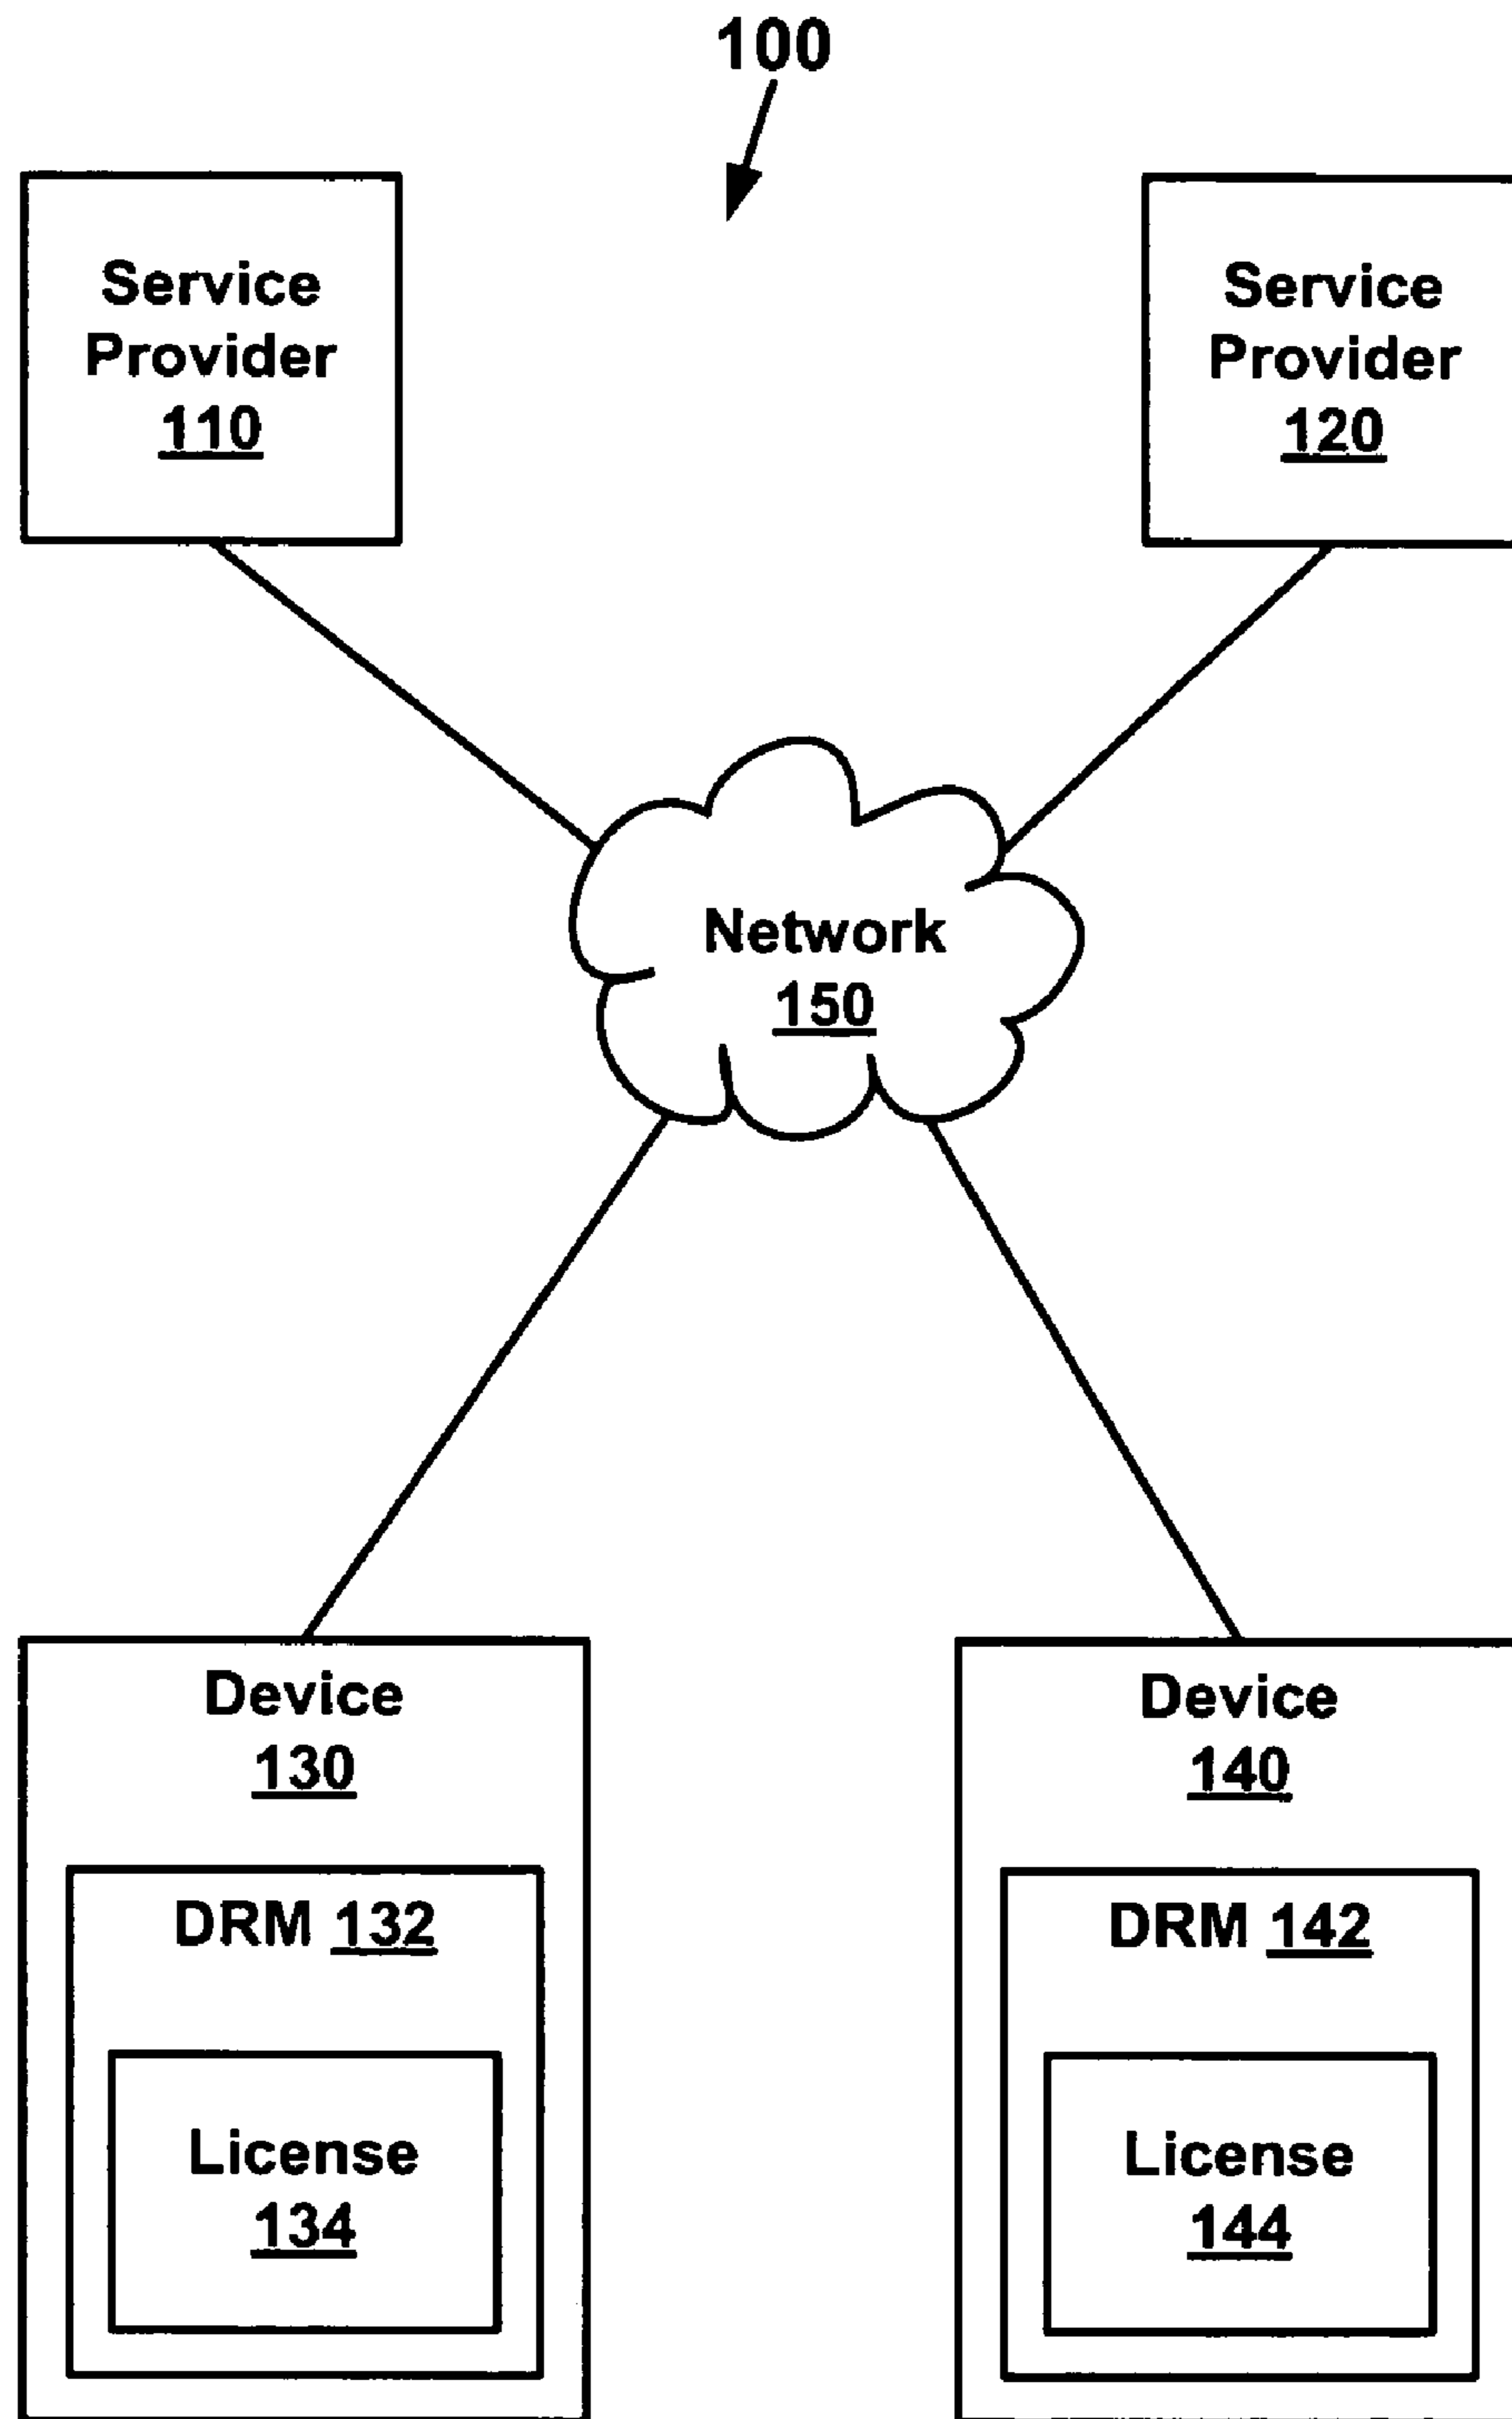 100
Service
Provider
110
Service
Provider
120
Network
150
Device
130
DRM 132
License
134
Device
140
DRM 142
License
144